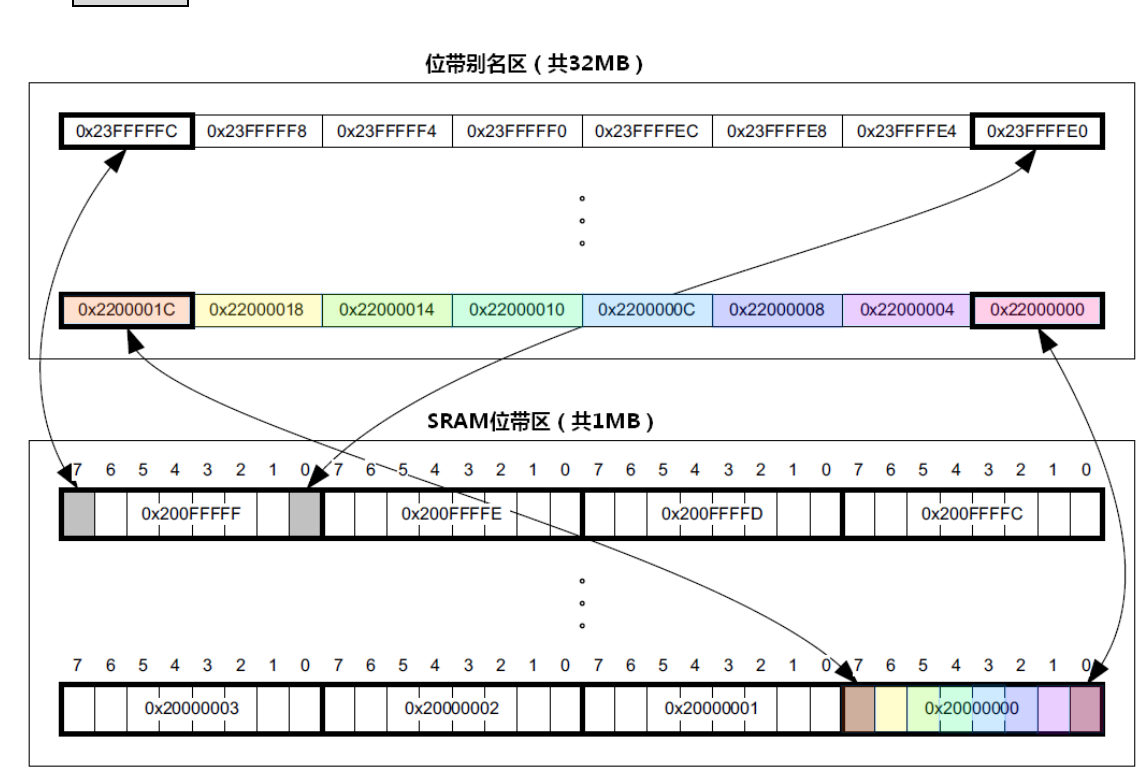 位带别名区（共32MB）
0x23FFFFFC 0x23FFFFF8 0x23FFFFF4 0x23FFFFF0 0x23FFFFEC 0x23FFFFE8 0x23FFFFE4 0x23FFFFE0
0x2200001C 0x22000018 0x22000014 0x22000010 0x2200000C 0x22000008 0x22000004 0x22000000
SRAM位带区（共1MB）
7 6 5 4 3 2 1 0 7 6 5 4 3 2 1 0 7 6 5 4 3 2 1 0 7 6 5 4 3 2 1 0
0x200FFFFF 0x200FFFFE 0x200FFFFD 0x200FFFFC
7 6 5 4 3 2 1 0 7 6 5 4 3 2 1 0 7 6 5 4 3 2 1 0 7 6 5 4 3 2 1 0
0x20000003 0x20000002 0x20000001 0x20000000